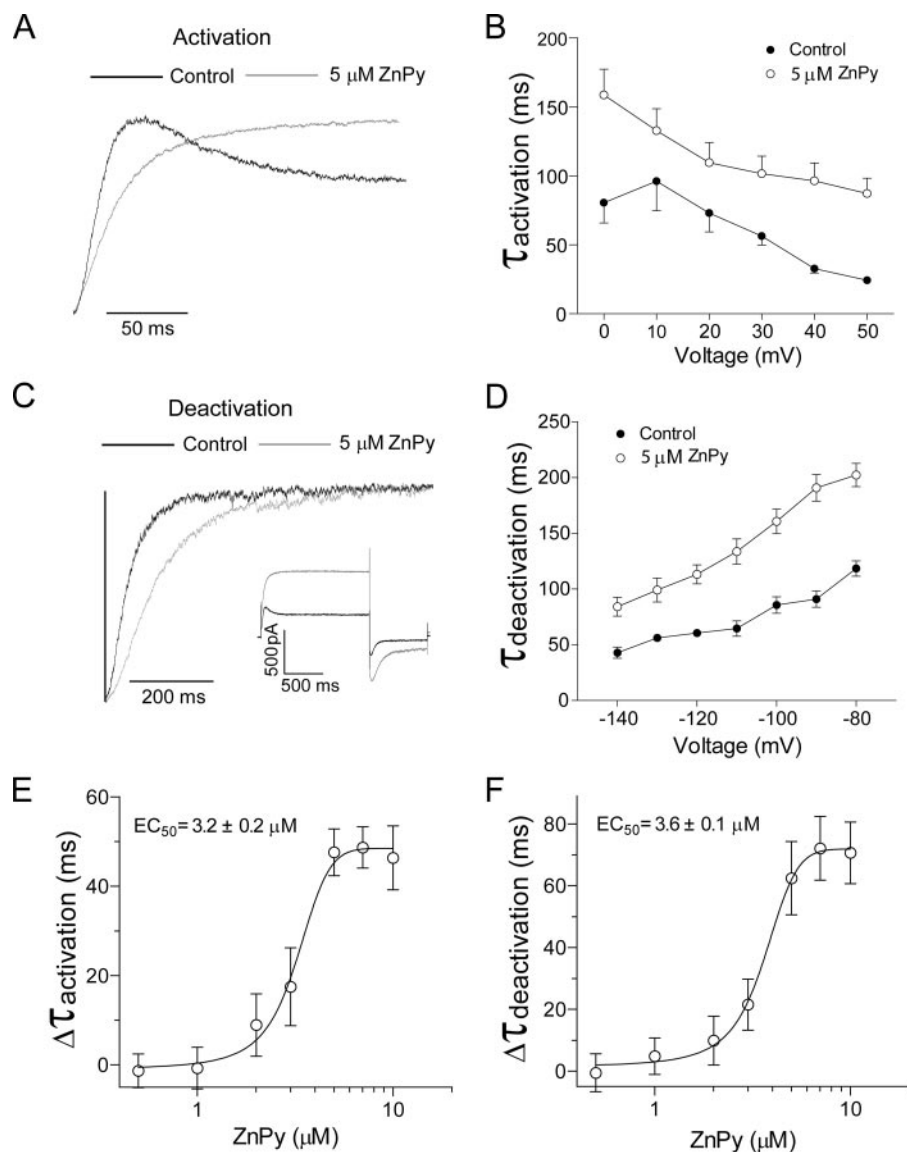 A
Activation
Control
5 μM ZnPy
50 ms
B
200
150
100
50
0
τactivation (ms)
Control
5 μM ZnPy
0 10 20 30 40 50
Voltage (mV)
C
Deactivation
Control
5 μM ZnPy
200 ms
500pA
500 ms
D
250
200
150
100
50
0
τdeactivation (ms)
Control
5 μM ZnPy
-140 -120 -100 -80
Voltage (mV)
E
60
40
20
0
Δτactivation (ms)
EC50= 3.2 ± 0.2 μM
1 10
ZnPy (μM)
F
80
60
40
20
0
Δτdeactivation (ms)
EC50= 3.6 ± 0.1 μM
1 10
ZnPy (μM)